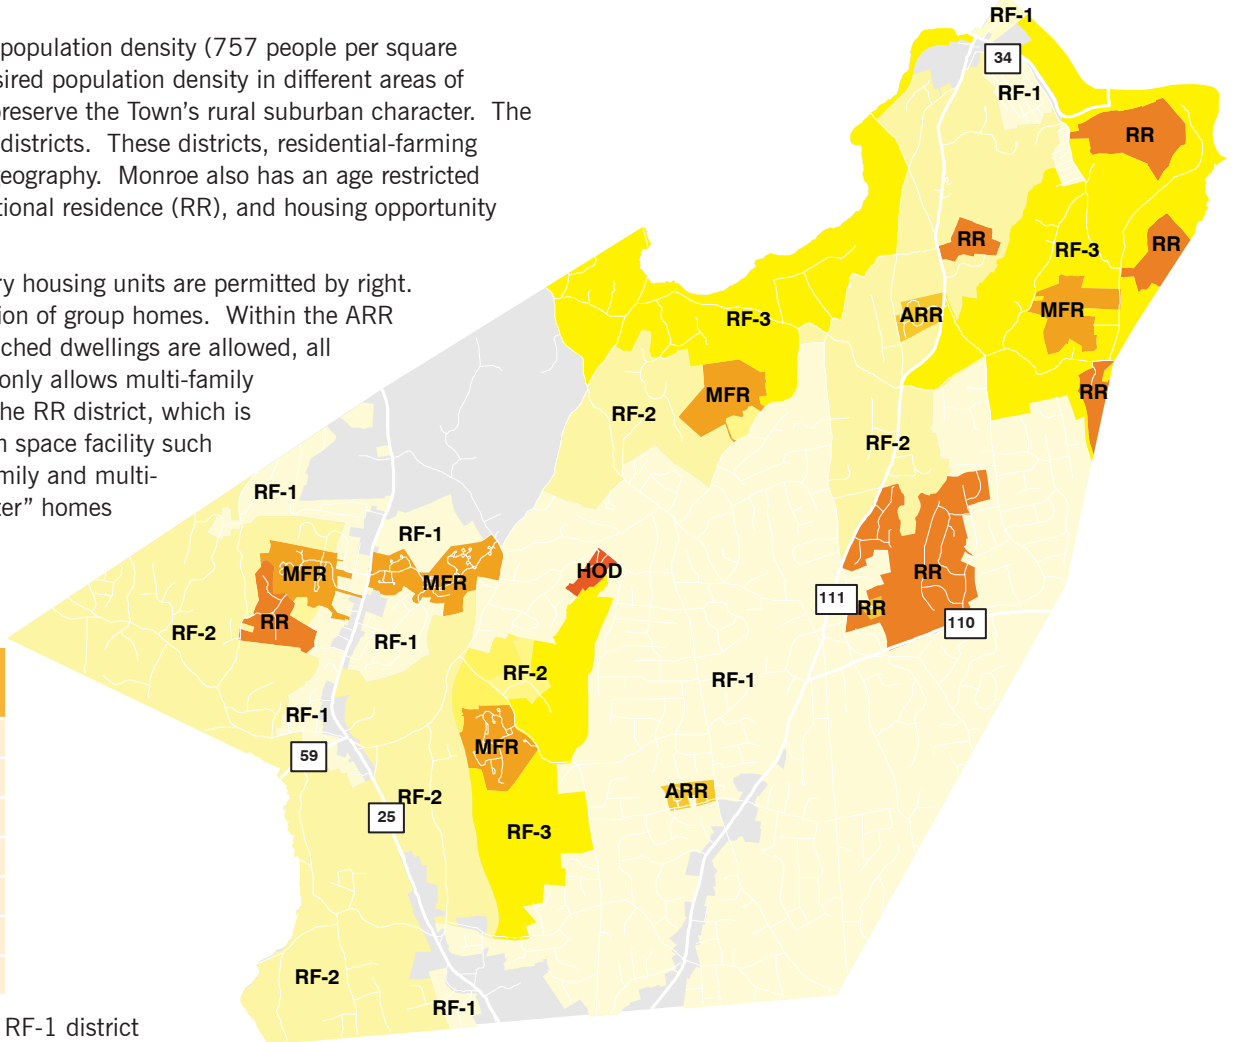 population density (757 people per square
sired population density in different areas of
preserve the Town's rural suburban character. The
districts. These districts, residential-farming
geography. Monroe also has an age restricted
tional residence (RR), and housing opportunity
ry housing units are permitted by right.
ion of group homes. Within the ARR
ched dwellings are allowed, all
only allows multi-family
he RR district, which is
n space facility such
mily and multi-
ter” homes
RF-1
34
RF-1
RR
RR
RF-3
RR
MFR
ARR
RF-3
RR
MFR
RF-2
RF-2
RF-1
RF-1
MFR
MFR
HOD
RR
111
RR
110
RR
RF-2
RF-1
RF-2
RF-1
RF-1
MFR
59
RF-2
25
ARR
RF-3
RF-2
RF-1
RF-1 district